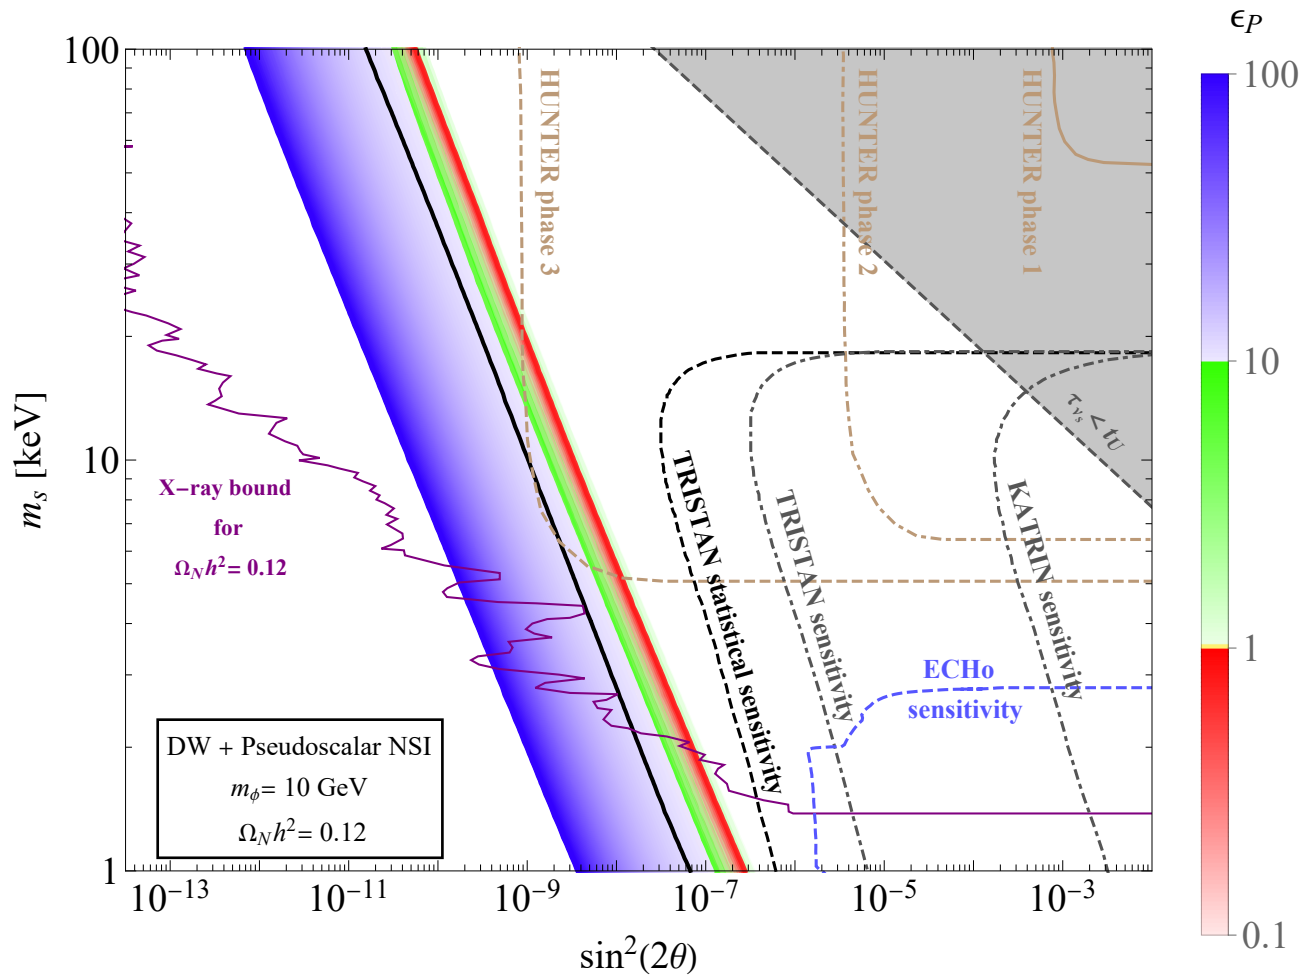 ϵ_P
100
10
1
0.1
m_s [keV]
100
10
1
HUNTER phase 3
HUNTER phase 2
HUNTER phase 1
τ_{ν_s} < t_U
X−ray bound
for
Ω_N h² = 0.12
TRISTAN statistical sensitivity
TRISTAN sensitivity
KATRIN sensitivity
ECHo
sensitivity
DW + Pseudoscalar NSI
m_ϕ = 10 GeV
Ω_N h² = 0.12
10⁻¹³
10⁻¹¹
10⁻⁹
10⁻⁷
10⁻⁵
10⁻³
sin²(2θ)